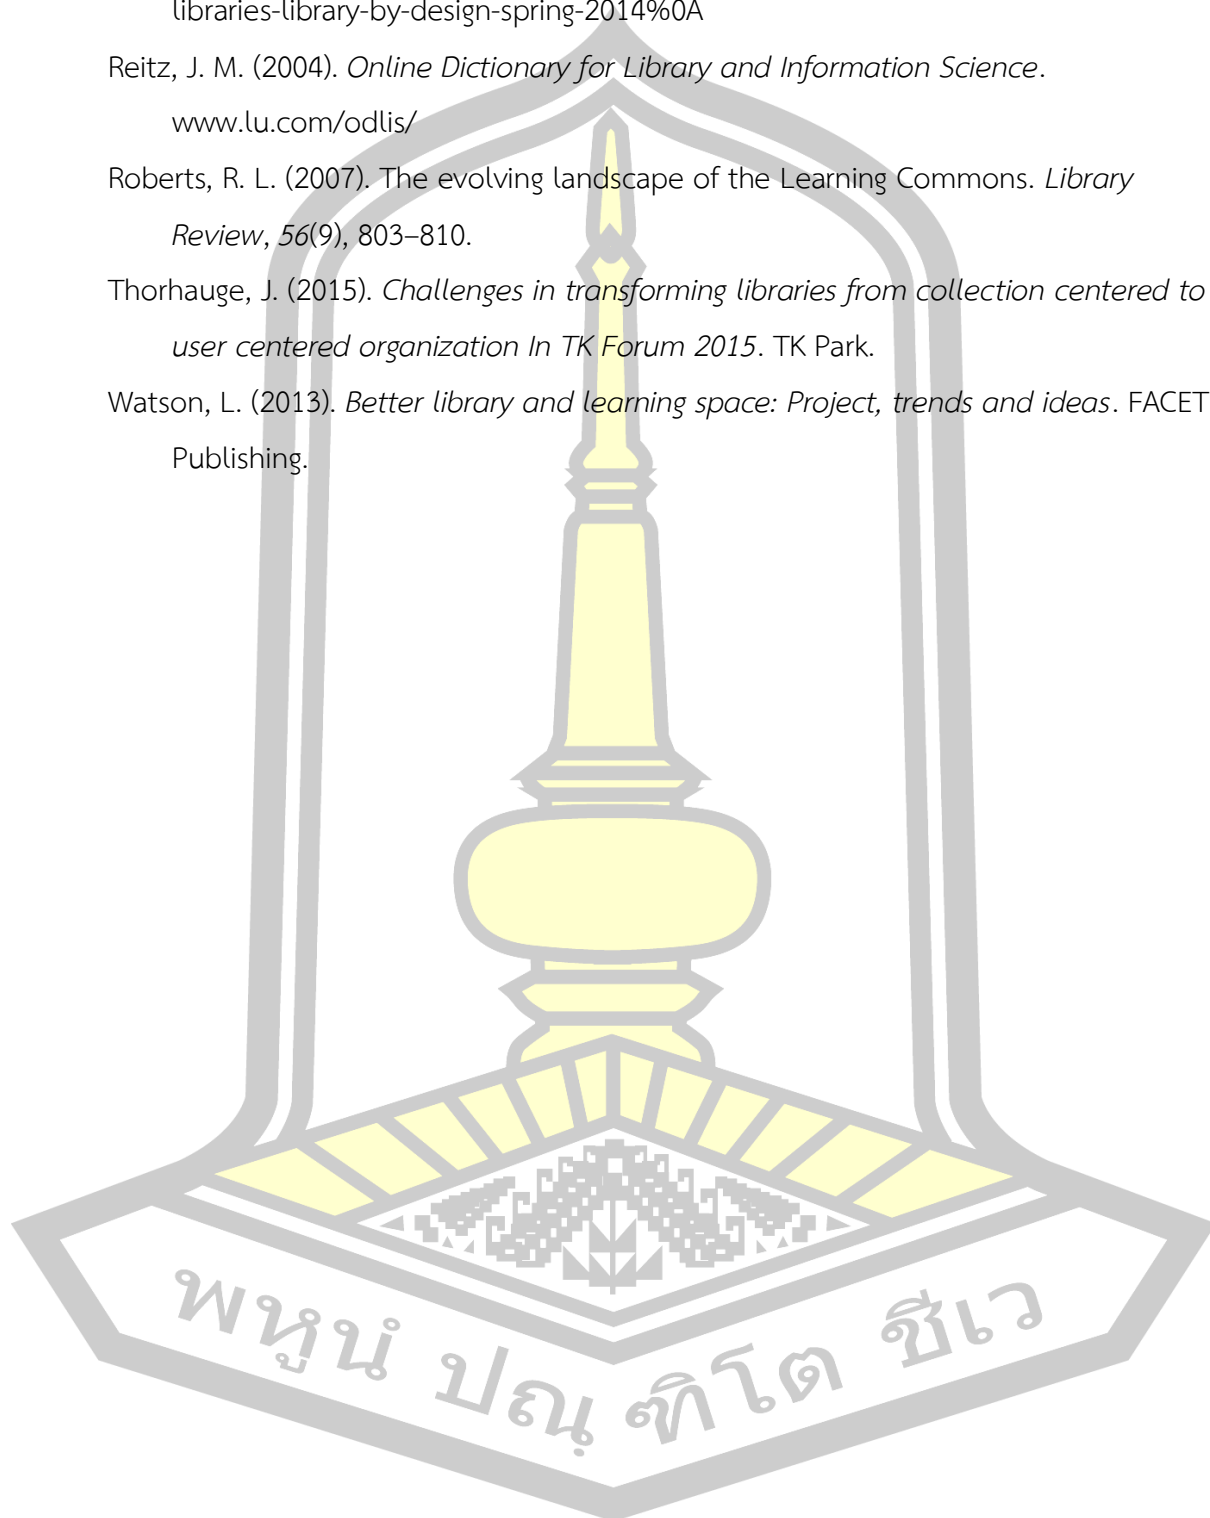 libraries-library-by-design-spring-2014%0A
Reitz, J. M. (2004). Online Dictionary for Library and Information Science.
www.lu.com/odlis/
Roberts, R. L. (2007). The evolving landscape of the Learning Commons. Library
Review, 56(9), 803–810.
Thorhauge, J. (2015). Challenges in transforming libraries from collection centered to
user centered organization In TK Forum 2015. TK Park.
Watson, L. (2013). Better library and learning space: Project, trends and ideas. FACET
Publishing.
พหูนํ ปณฺฑิโต ชีเว